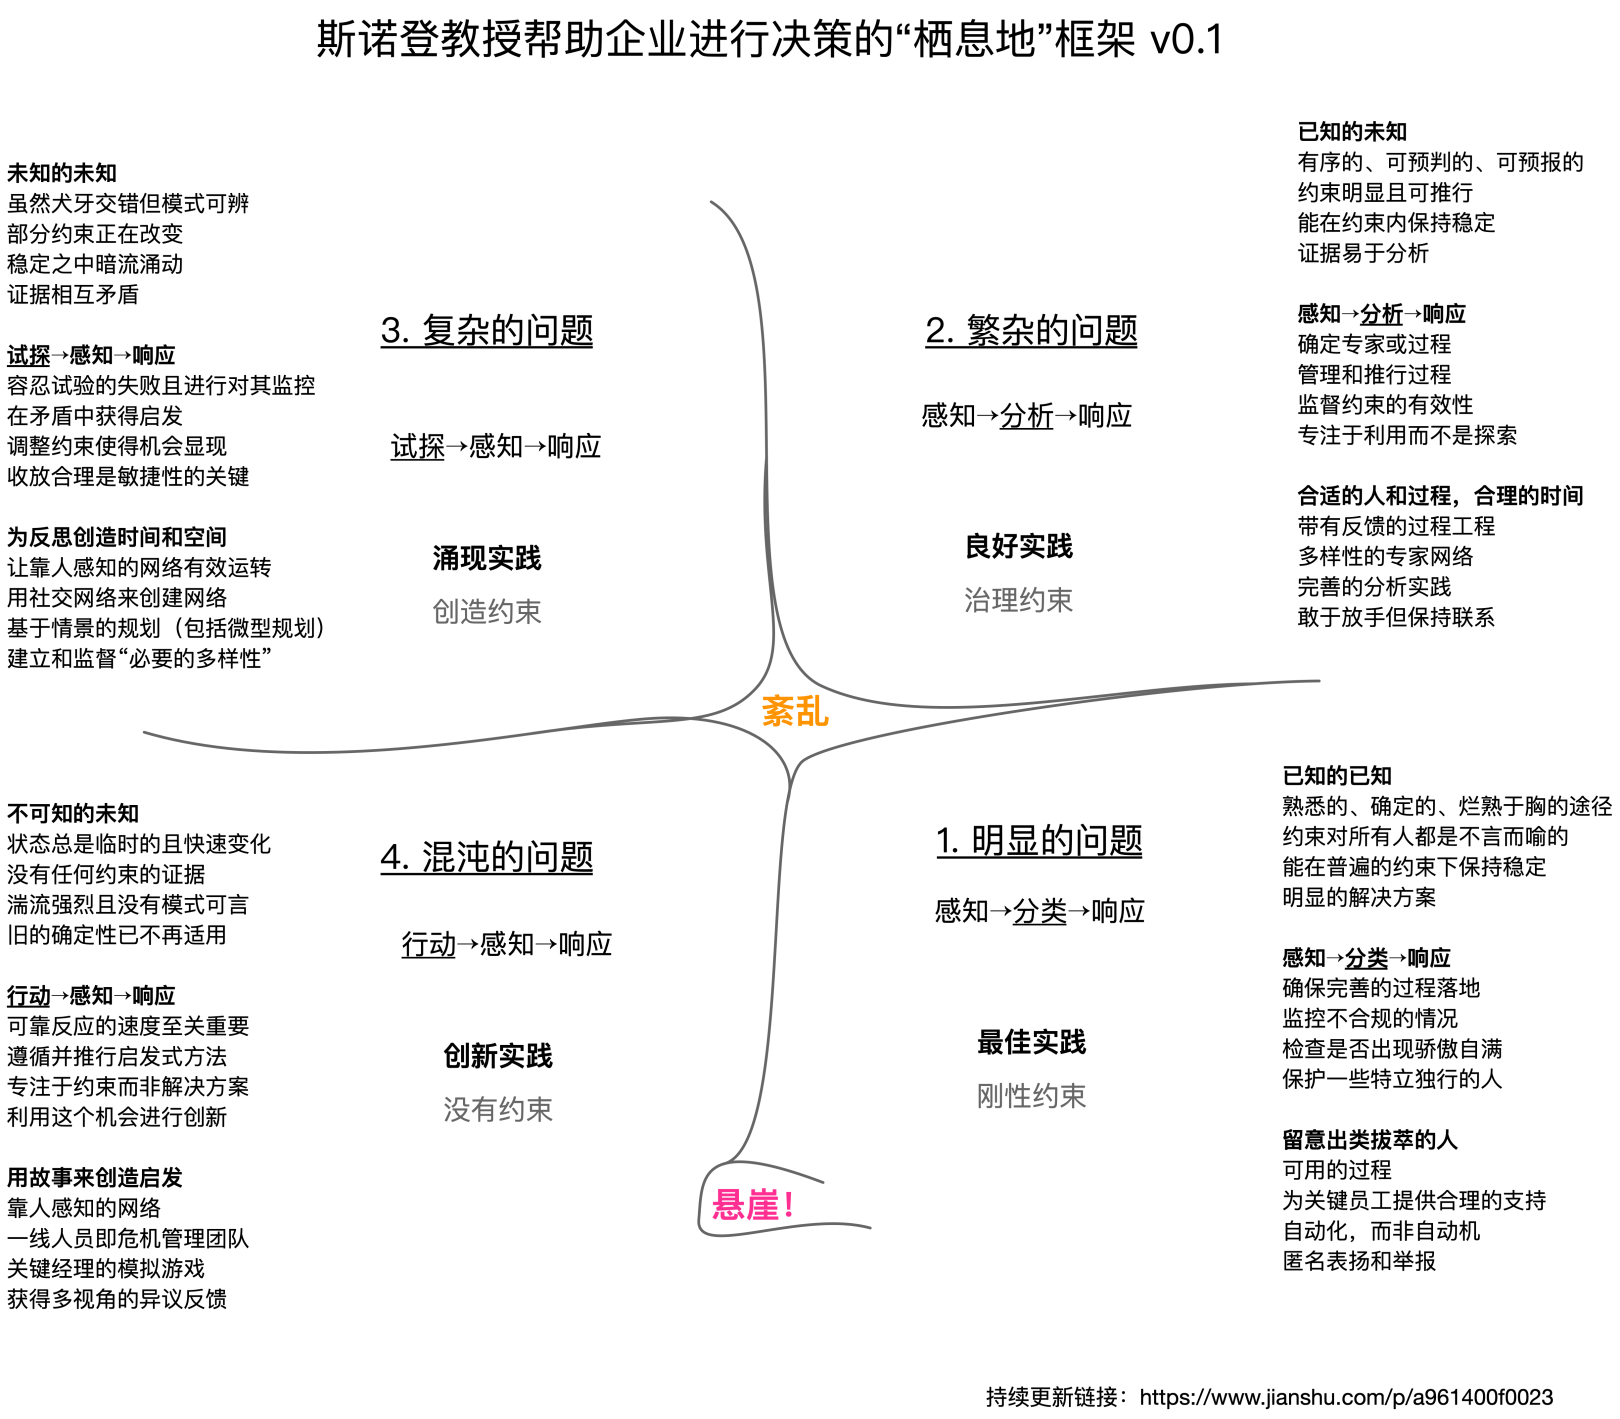 斯诺登教授帮助企业进行决策的“栖息地”框架 v0.1
未知的未知
虽然犬牙交错但模式可辨
部分约束正在改变
稳定之中暗流涌动
证据相互矛盾
试探→感知→响应
容忍试验的失败且进行对其监控
在矛盾中获得启发
调整约束使得机会显现
收放合理是敏捷性的关键
为反思创造时间和空间
让靠人感知的网络有效运转
用社交网络来创建网络
基于情景的规划（包括微型规划）
建立和监督“必要的多样性”
3. 复杂的问题
试探→感知→响应
涌现实践
创造约束
2. 繁杂的问题
感知→分析→响应
良好实践
治理约束
已知的未知
有序的、可预判的、可预报的
约束明显且可推行
能在约束内保持稳定
证据易于分析
感知→分析→响应
确定专家或过程
管理和推行过程
监督约束的有效性
专注于利用而不是探索
合适的人和过程，合理的时间
带有反馈的过程工程
多样性的专家网络
完善的分析实践
敢于放手但保持联系
紊乱
不可知的未知
状态总是临时的且快速变化
没有任何约束的证据
湍流强烈且没有模式可言
旧的确定性已不再适用
行动→感知→响应
可靠反应的速度至关重要
遵循并推行启发式方法
专注于约束而非解决方案
利用这个机会进行创新
用故事来创造启发
靠人感知的网络
一线人员即危机管理团队
关键经理的模拟游戏
获得多视角的异议反馈
4. 混沌的问题
行动→感知→响应
创新实践
没有约束
1. 明显的问题
感知→分类→响应
最佳实践
刚性约束
已知的已知
熟悉的、确定的、烂熟于胸的途径
约束对所有人都是不言而喻的
能在普遍的约束下保持稳定
明显的解决方案
感知→分类→响应
确保完善的过程落地
监控不合规的情况
检查是否出现骄傲自满
保护一些特立独行的人
留意出类拔萃的人
可用的过程
为关键员工提供合理的支持
自动化，而非自动机
匿名表扬和举报
悬崖！
持续更新链接：https://www.jianshu.com/p/a961400f0023